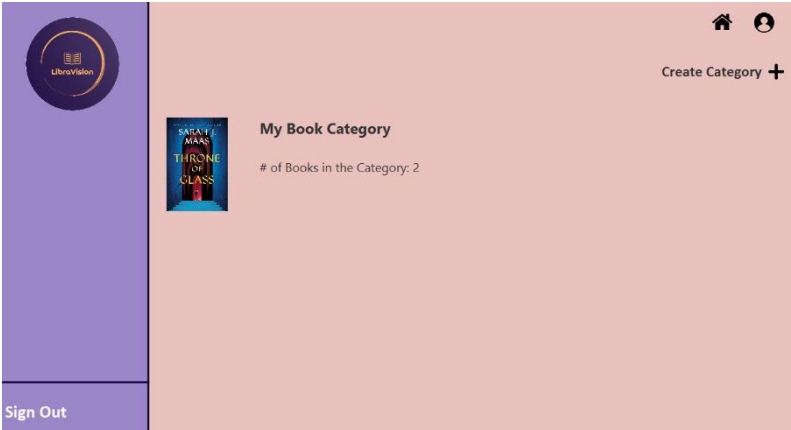 LibraVision
Create Category
SARAH J.
MAAS
THRONE
OF
GLASS
My Book Category
# of Books in the Category: 2
Sign Out